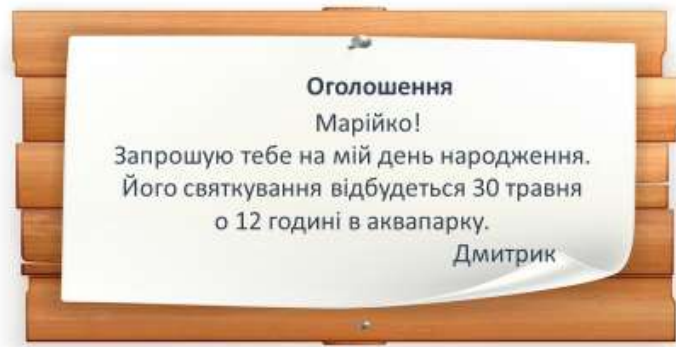 Оголошення
Марійко!
Запрошую тебе на мій день народження.
Його святкування відбудеться 30 травня
о 12 годині в аквапарку.
Дмитрик